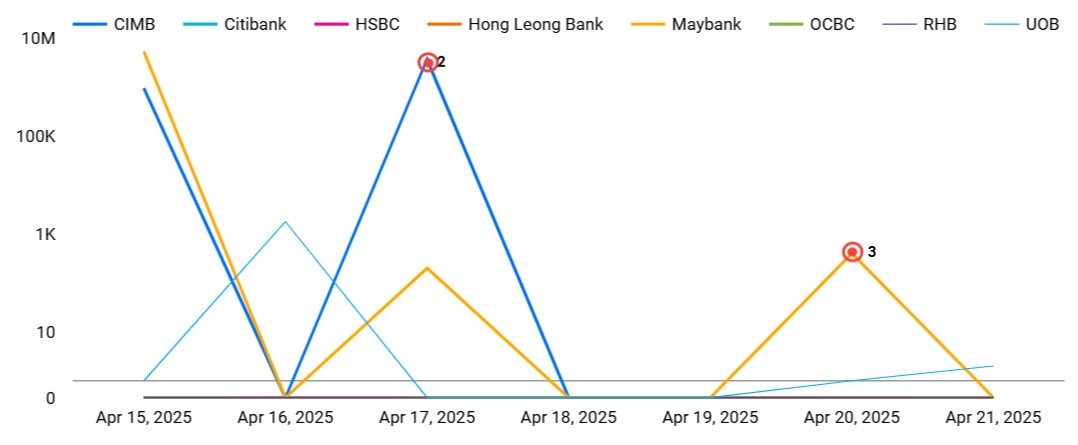 CIMB Citibank HSBC Hong Leong Bank Maybank OCBC RHB UOB
10M
2
100K
1K
3
10
0
Apr 15, 2025 Apr 16, 2025 Apr 17, 2025 Apr 18, 2025 Apr 19, 2025 Apr 20, 2025 Apr 21, 2025